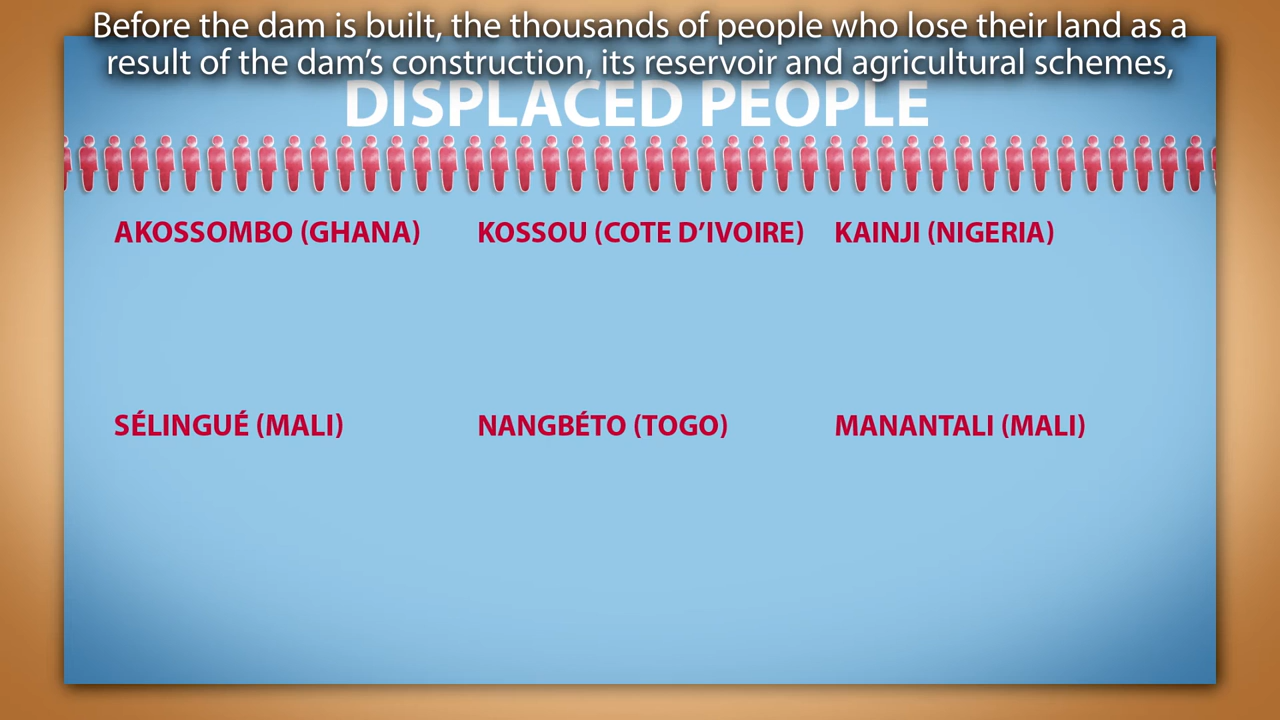 Before the dam is built, the thousands of people who lose their land as a
result of the dam’s construction, its reservoir and agricultural schemes,
DISPLACED PEOPLE
AKOSSOMBO (GHANA)
KOSSOU (COTE D’IVOIRE)
KAINJI (NIGERIA)
SÉLINGUÉ (MALI)
NANGBÉTO (TOGO)
MANANTALI (MALI)